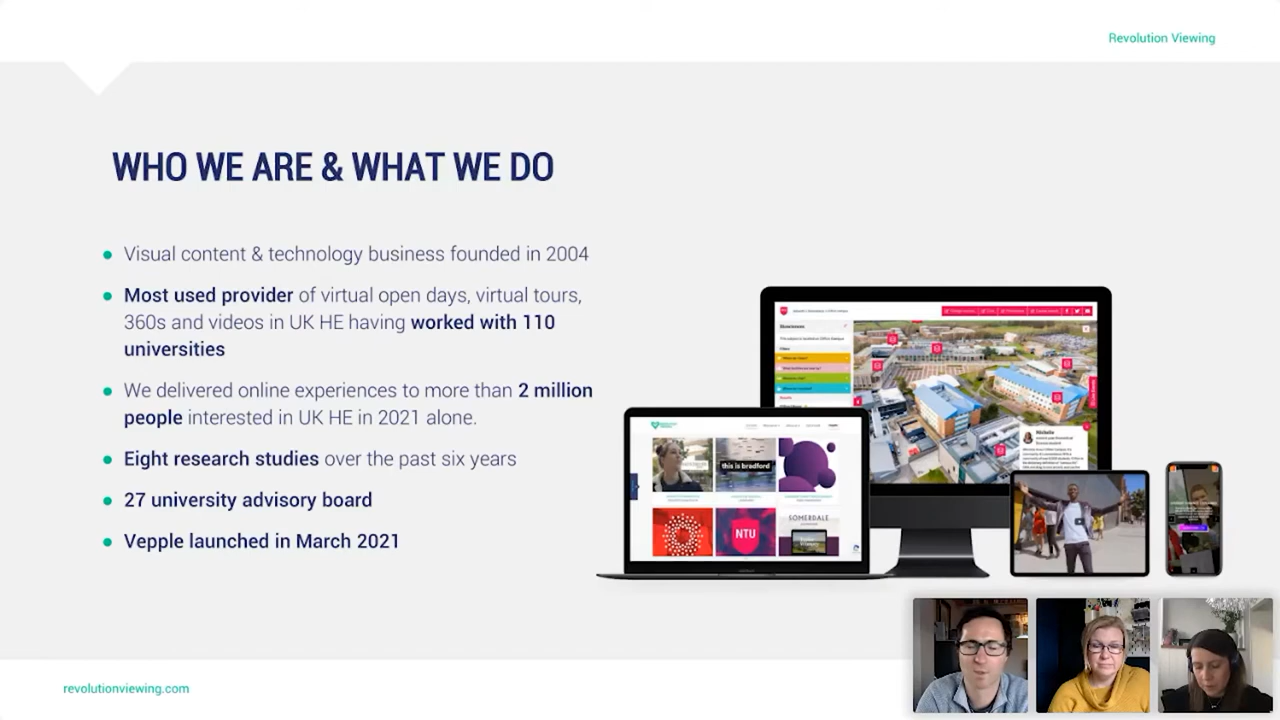 Revolution Viewing
WHO WE ARE & WHAT WE DO
Visual content & technology business founded in 2004
Most used provider of virtual open days, virtual tours,
360s and videos in UK HE having worked with 110
universities
We delivered online experiences to more than 2 million
people interested in UK HE in 2021 alone.
Eight research studies over the past six years
27 university advisory board
Vepple launched in March 2021
this is bradford
NTU
SOMERDALE
revolutionviewing.com